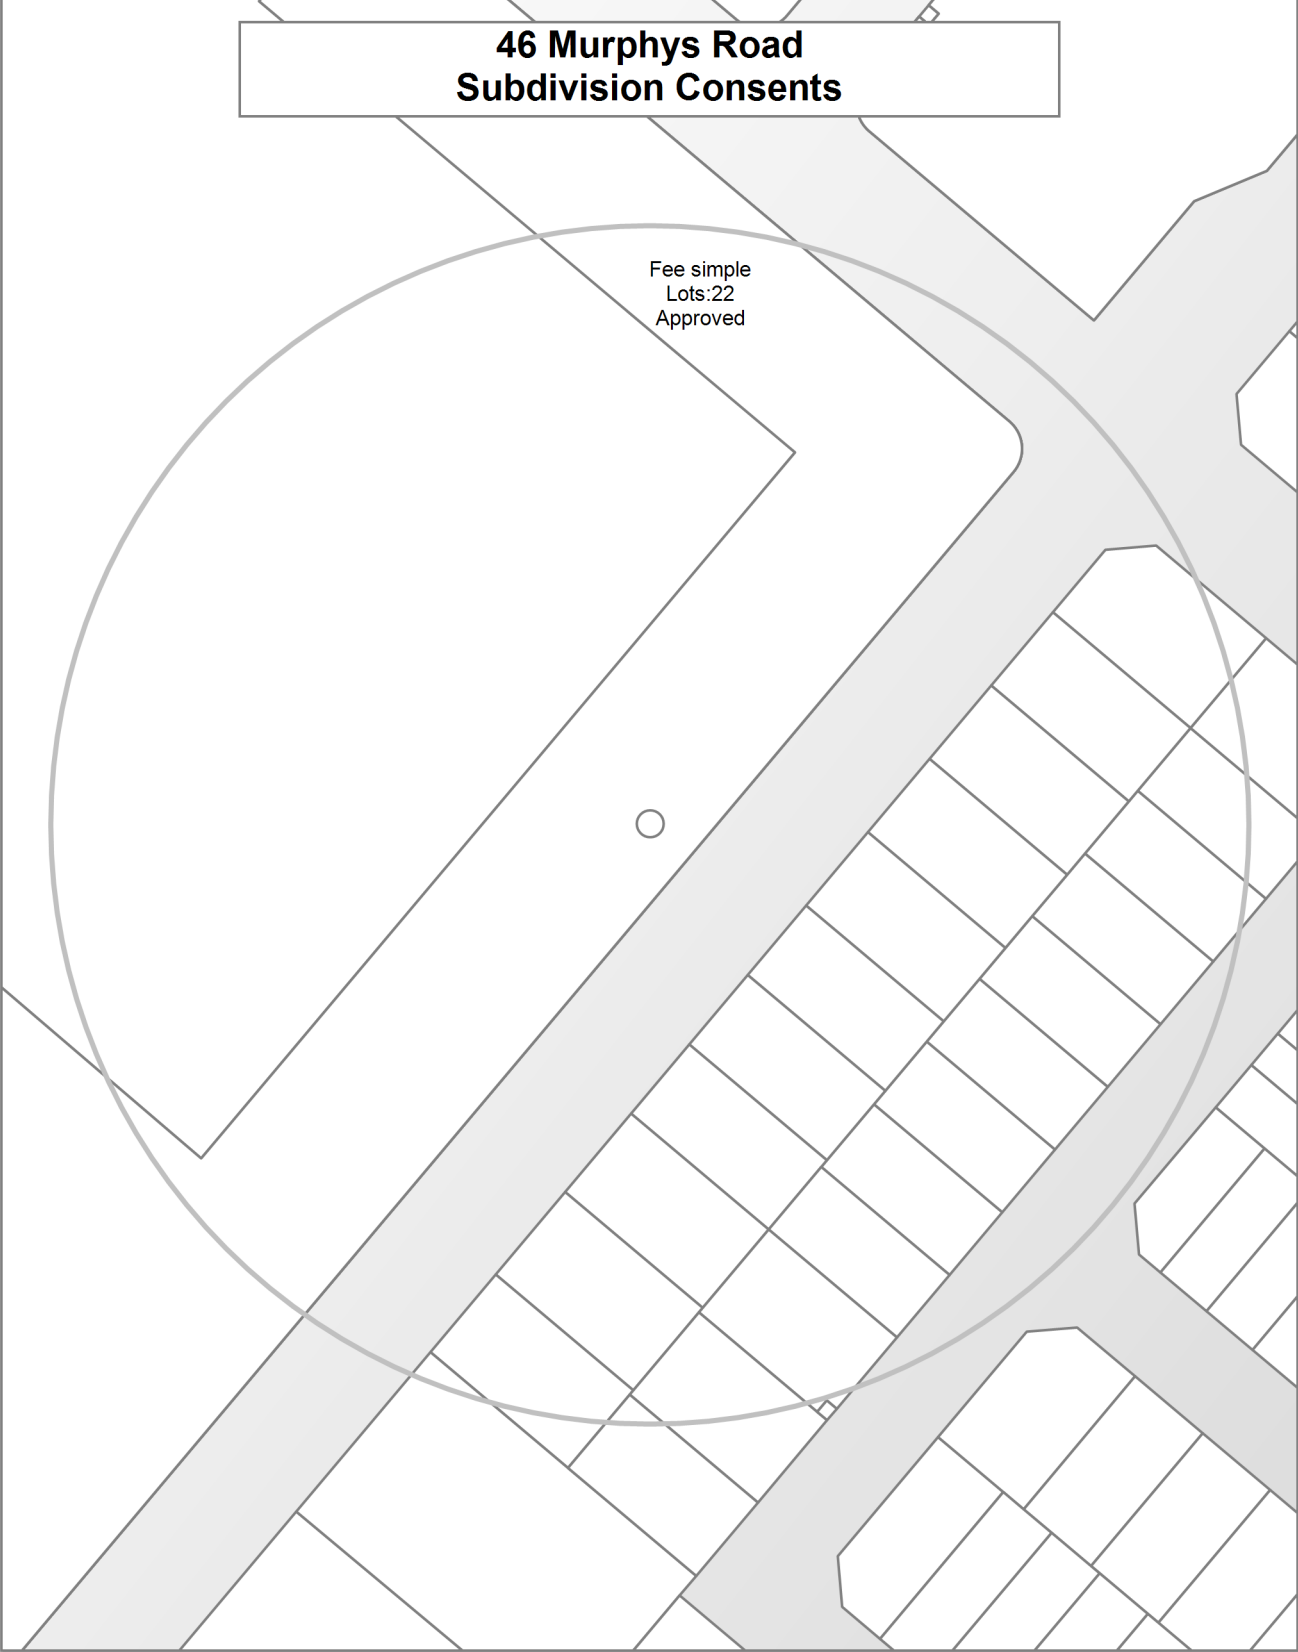 46 Murphys Road
Subdivision Consents
Fee simple
Lots:22
Approved